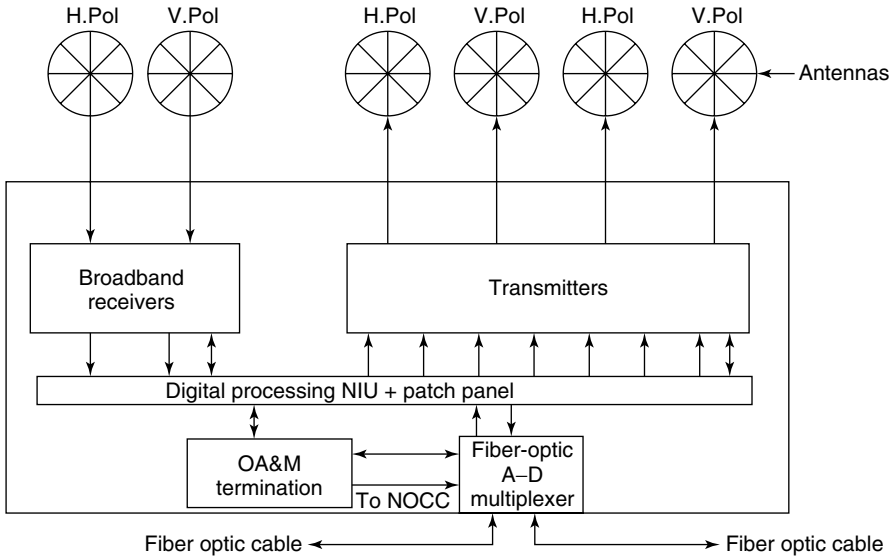 H.Pol
V.Pol
H.Pol
V.Pol
H.Pol
V.Pol
Antennas
Broadband
receivers
Transmitters
Digital processing NIU + patch panel
OA&M
termination
To NOCC
Fiber-optic
A–D
multiplexer
Fiber optic cable
Fiber optic cable